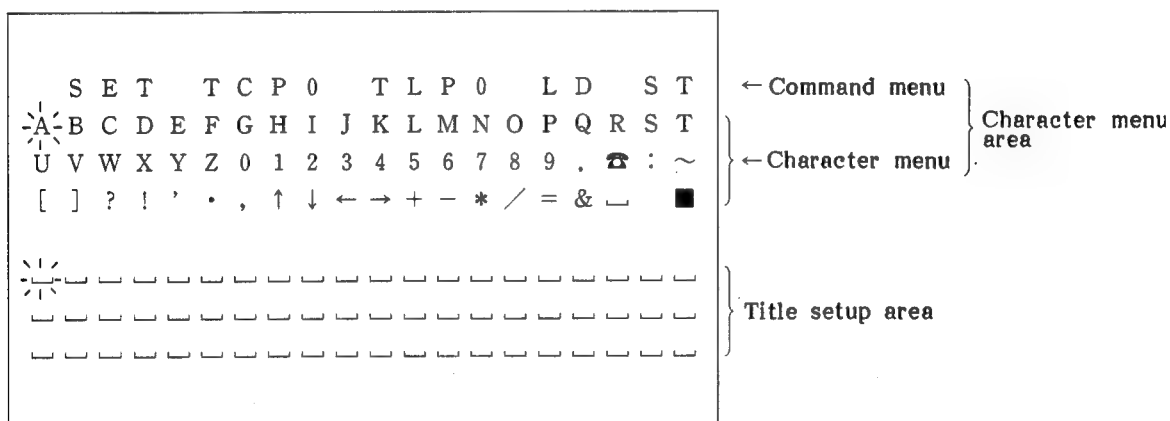 S E T   T C P 0   T L P 0   L D   S T ← Command menu
A B C D E F G H I J K L M N O P Q R S T
Character menu area
U V W X Y Z 0 1 2 3 4 5 6 7 8 9 . ☎ : ~ ← Character menu
[ ] ? ! ’ · , ↑ ↓ ← → + − * / = & ⎵ ■
⎵ ⎵ ⎵ ⎵ ⎵ ⎵ ⎵ ⎵ ⎵ ⎵ ⎵ ⎵ ⎵ ⎵ ⎵ ⎵ ⎵ ⎵ ⎵ ⎵
⎵ ⎵ ⎵ ⎵ ⎵ ⎵ ⎵ ⎵ ⎵ ⎵ ⎵ ⎵ ⎵ ⎵ ⎵ ⎵ ⎵ ⎵ ⎵ ⎵ Title setup area
⎵ ⎵ ⎵ ⎵ ⎵ ⎵ ⎵ ⎵ ⎵ ⎵ ⎵ ⎵ ⎵ ⎵ ⎵ ⎵ ⎵ ⎵ ⎵ ⎵